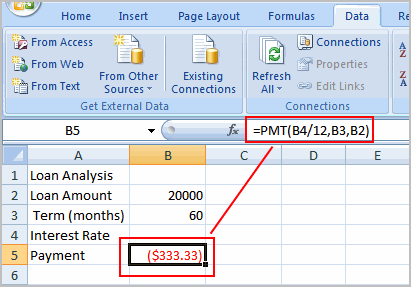 Home Insert Page Layout Formulas Data Review
From Access
From Web
From Text
From Other Sources
Existing Connections
Get External Data
Refresh All
Connections
Properties
Edit Links
Connections
A Z
Z A
B5 fx =PMT(B4/12,B3,B2)
A B C D E
1 Loan Analysis
2 Loan Amount 20000
3 Term (months) 60
4 Interest Rate
5 Payment ($333.33)
6